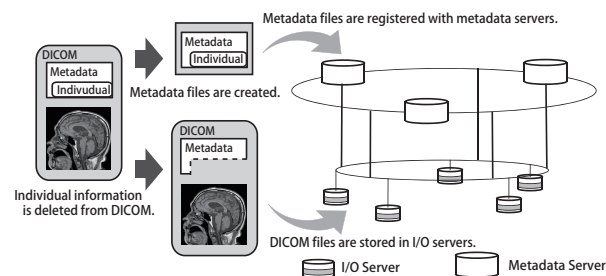 Metadata files are registered with metadata servers.
DICOM
Metadata
Indivudual
Metadata
Individual
Metadata files are created.
DICOM
Metadata
Individual information
is deleted from DICOM.
DICOM files are stored in I/O servers.
I/O Server
Metadata Server